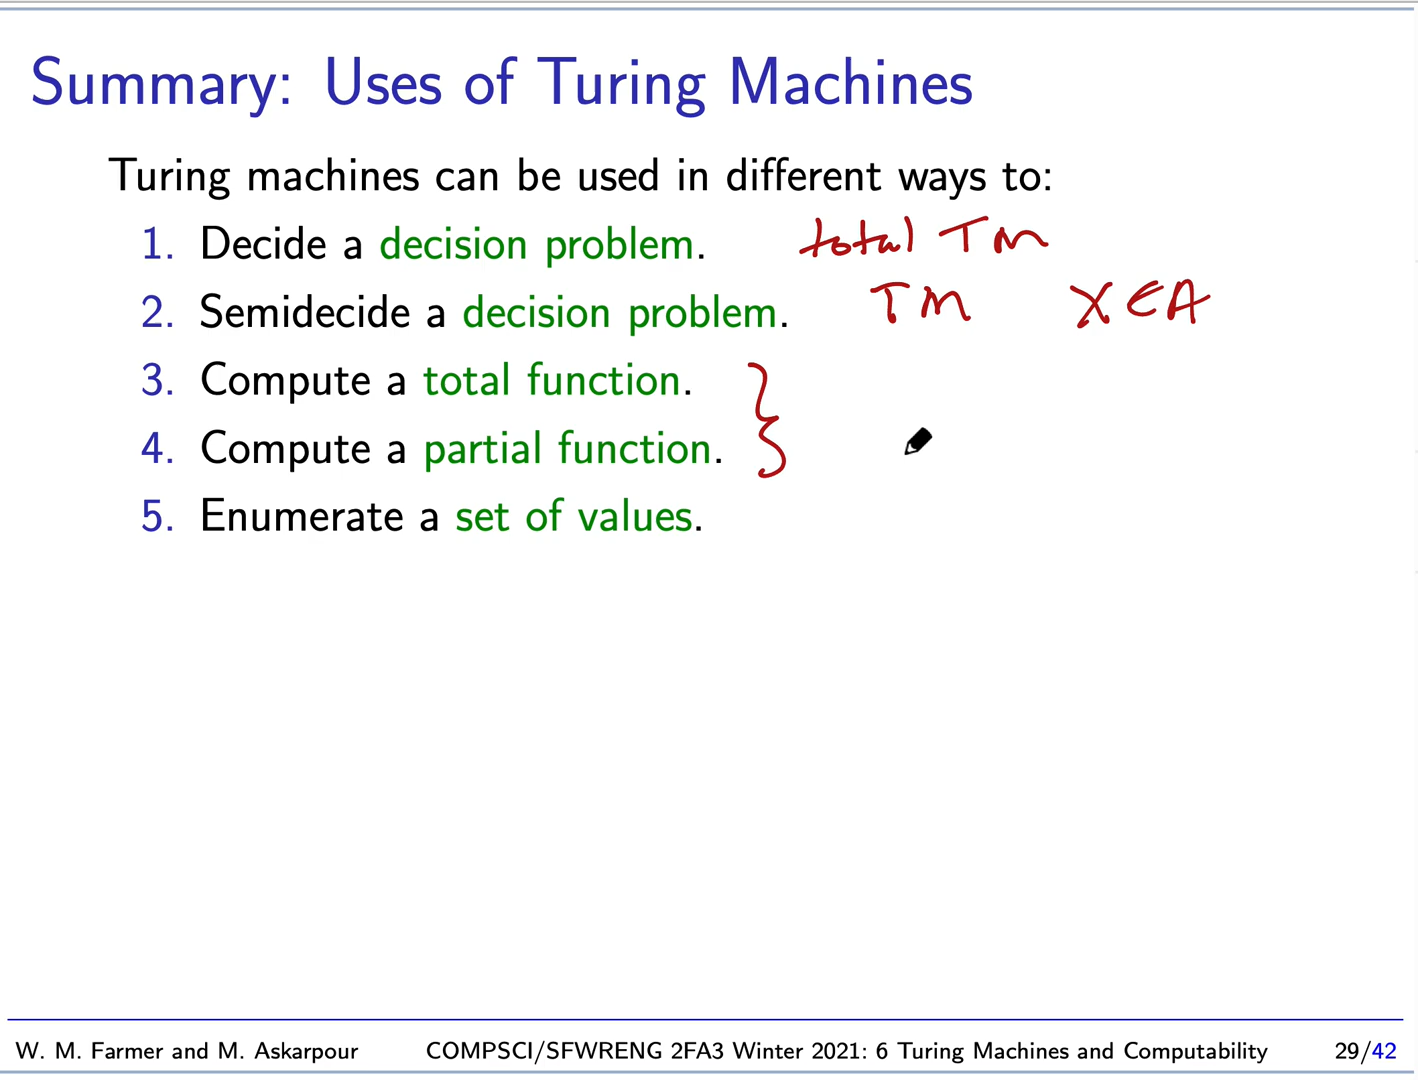 Summary: Uses of Turing Machines
Turing machines can be used in different ways to:
1. Decide a decision problem. total TM
2. Semidecide a decision problem. TM X ∈ A
3. Compute a total function.
4. Compute a partial function.
5. Enumerate a set of values.
W. M. Farmer and M. Askarpour COMPSCI/SFWRENG 2FA3 Winter 2021: 6 Turing Machines and Computability 29/42